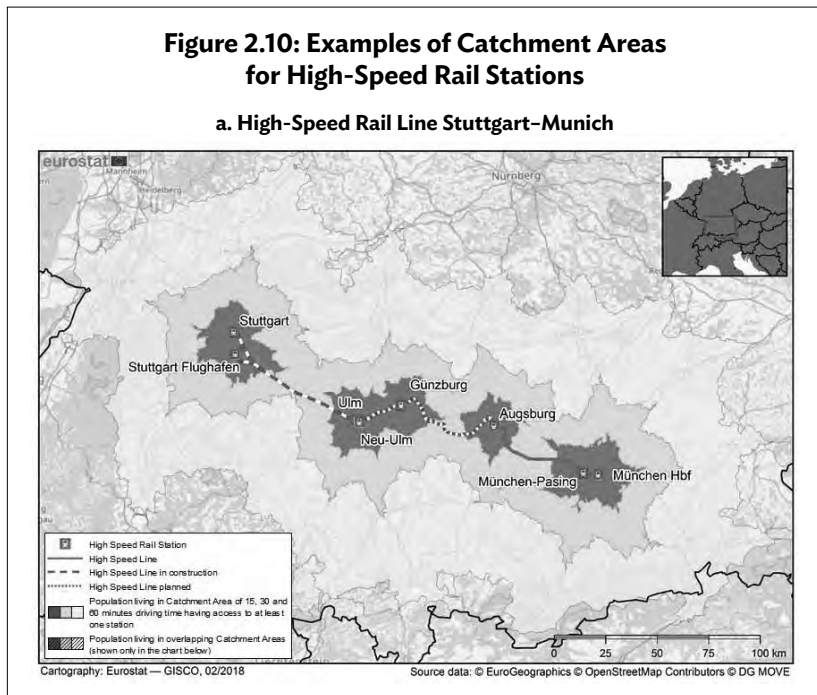 Figure 2.10: Examples of Catchment Areas
for High-Speed Rail Stations
a. High-Speed Rail Line Stuttgart–Munich
eurostat
Mannheim
Heidelberg
Nürnberg
Stuttgart
Stuttgart Flughafen
Günzburg
Ulm
Augsburg
Neu-Ulm
München-Pasing
München Hbf
High Speed Rail Station
High Speed Line
High Speed Line in construction
High Speed Line planned
Population living in Catchment Area of 15, 30 and
60 minutes driving time having access to at least
one station
Population living in overlapping Catchment Areas
(shown only in the chart below)
Liechtenstein
0 25 50 75 100 km
Cartography: Eurostat — GISCO, 02/2018
Source data: © EuroGeographics © OpenStreetMap Contributors © DG MOVE